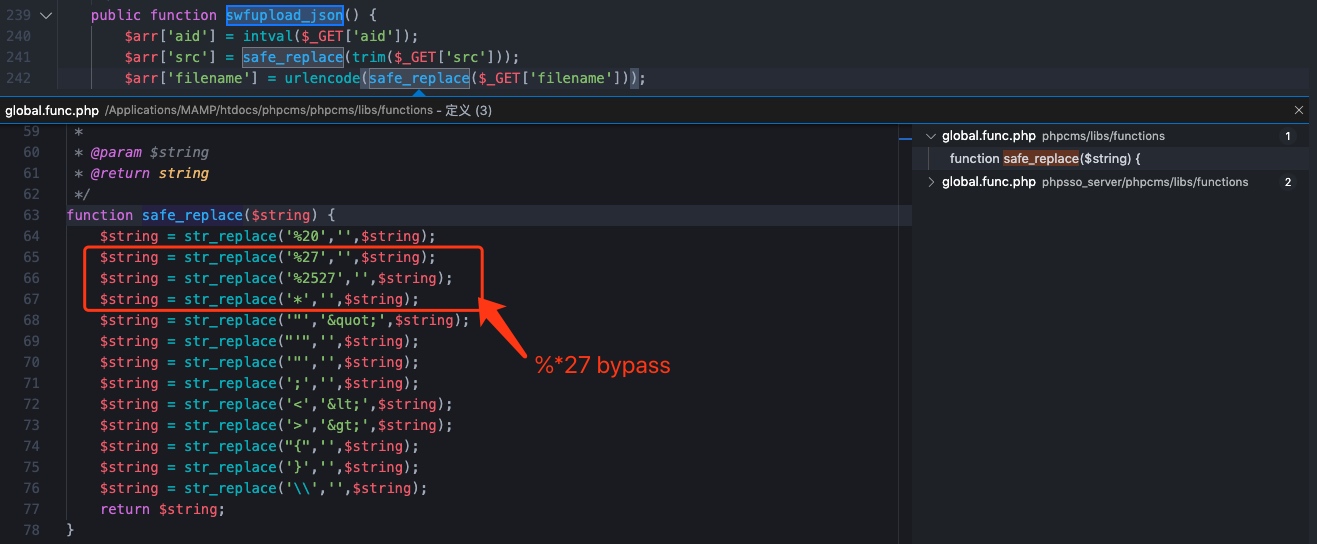 239 public function swfupload_json() {
240 $arr['aid'] = intval($_GET['aid']);
241 $arr['src'] = safe_replace(trim($_GET['src']));
242 $arr['filename'] = urlencode(safe_replace($_GET['filename']));
global.func.php /Applications/MAMP/htdocs/phpcms/phpcms/libs/functions - 定义 (3)
59 *
60 * @param $string
61 * @return string
62 */
63 function safe_replace($string) {
64 $string = str_replace('%20','',$string);
65 $string = str_replace('%27','',$string);
66 $string = str_replace('%2527','',$string);
67 $string = str_replace('*','',$string);
68 $string = str_replace('"','&quot;',$string);
69 $string = str_replace("'",'',$string);
70 $string = str_replace('"','',$string);
71 $string = str_replace(';','',$string);
72 $string = str_replace('<','&lt;',$string);
73 $string = str_replace('>','&gt;',$string);
74 $string = str_replace("{",'',$string);
75 $string = str_replace('}','',$string);
76 $string = str_replace('\\','',$string);
77 return $string;
78 }
%*27 bypass
global.func.php phpcms/libs/functions 1
function safe_replace($string) {
global.func.php phpsso_server/phpcms/libs/functions 2